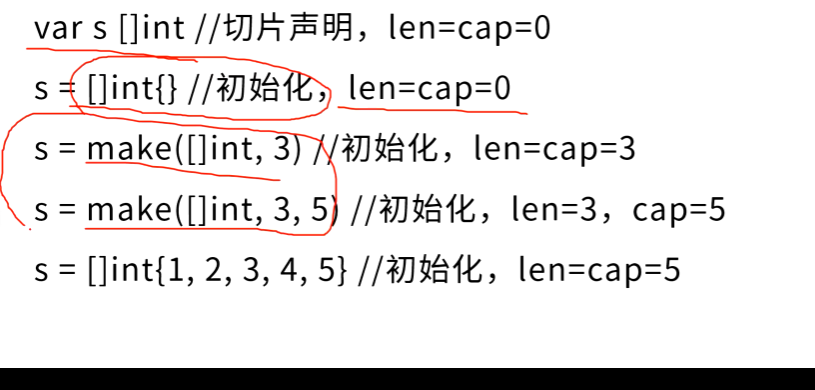 var s []int //切片声明，len=cap=0
s = []int{} //初始化，len=cap=0
s = make([]int, 3) //初始化，len=cap=3
s = make([]int, 3, 5) //初始化，len=3，cap=5
s = []int{1, 2, 3, 4, 5} //初始化，len=cap=5